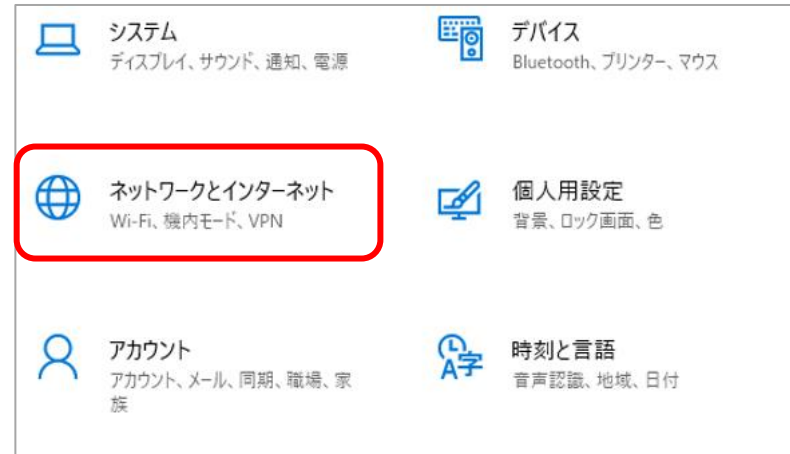 システム
ディスプレイ、サウンド、通知、電源
デバイス
Bluetooth、プリンター、マウス
ネットワークとインターネット
Wi-Fi、機内モード、VPN
個人用設定
背景、ロック画面、色
アカウント
アカウント、メール、同期、職場、家
族
時刻と言語
音声認識、地域、日付